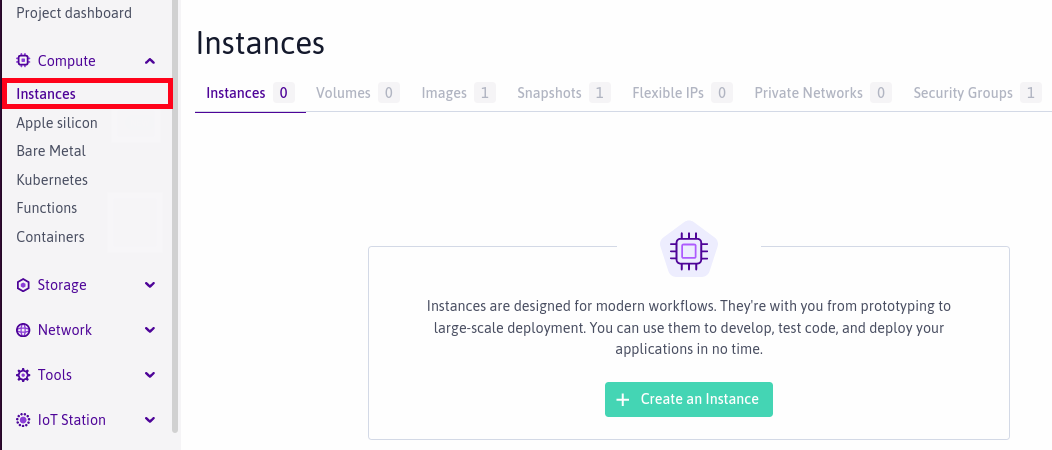 Project dashboard
Compute
Instances
Apple silicon
Bare Metal
Kubernetes
Functions
Containers
Storage
Network
Tools
IoT Station
Instances
Instances 0 Volumes 0 Images 1 Snapshots 1 Flexible IPs 0 Private Networks 0 Security Groups 1
Instances are designed for modern workflows. They're with you from prototyping to
large-scale deployment. You can use them to develop, test code, and deploy your
applications in no time.
+ Create an Instance